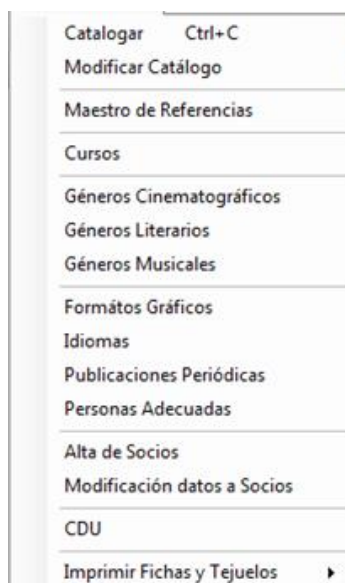 Catalogar Ctrl+C
Modificar Catálogo
Maestro de Referencias
Cursos
Géneros Cinematográficos
Géneros Literarios
Géneros Musicales
Formátos Gráficos
Idiomas
Publicaciones Periódicas
Personas Adecuadas
Alta de Socios
Modificación datos a Socios
CDU
Imprimir Fichas y Tejuelos